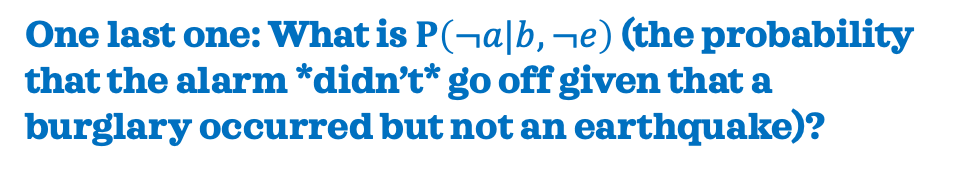 One last one: What is P(¬a|b, ¬e) (the probability
that the alarm *didn’t* go off given that a
burglary occurred but not an earthquake)?